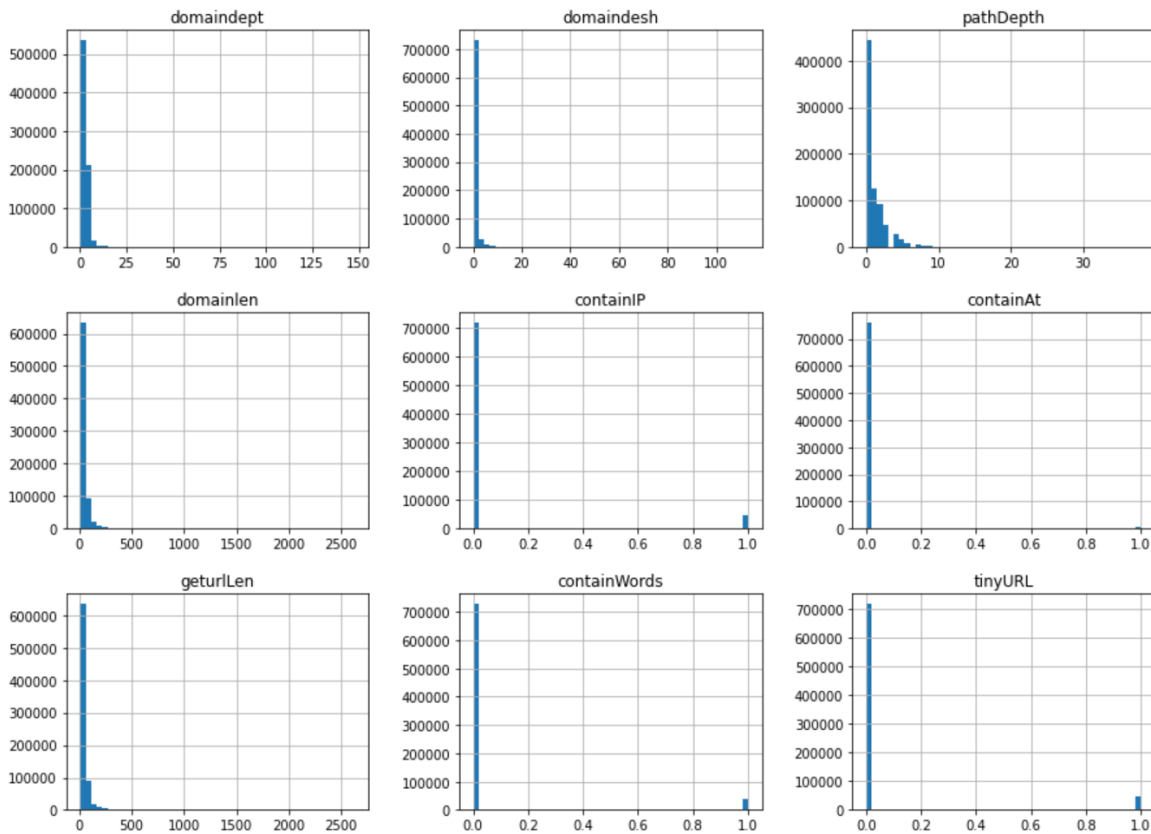 domaindept domaindesh pathDepth
500000 700000 400000
400000 600000 300000
300000 500000 200000
200000 400000 100000
100000 300000 0
0 200000
100000
0
0 25 50 75 100 125 150 0 20 40 60 80 100 0 10 20 30
domainlen containIP containAt
600000 700000 700000
500000 600000 600000
400000 500000 500000
300000 400000 400000
200000 300000 300000
100000 200000 200000
0 100000 100000
0 0
0 500 1000 1500 2000 2500 0.0 0.2 0.4 0.6 0.8 1.0 0.0 0.2 0.4 0.6 0.8 1.0
geturlLen containWords tinyURL
600000 700000 700000
500000 600000 600000
400000 500000 500000
300000 400000 400000
200000 300000 300000
100000 200000 200000
0 100000 100000
0 0
0 500 1000 1500 2000 2500 0.0 0.2 0.4 0.6 0.8 1.0 0.0 0.2 0.4 0.6 0.8 1.0